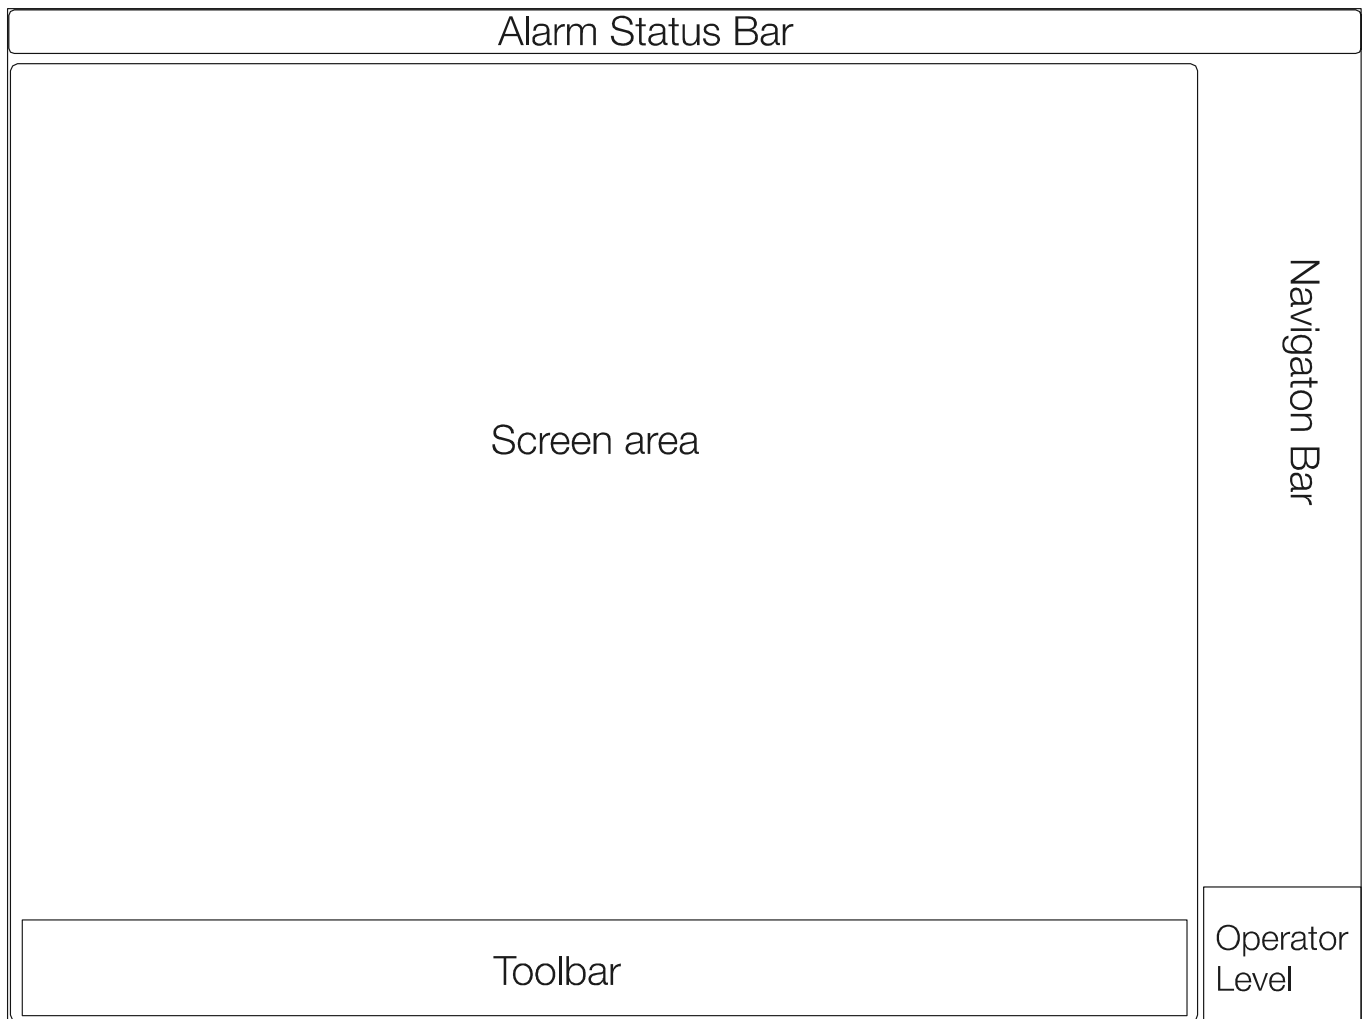 Alarm Status Bar
Navigaton Bar
Screen area
Toolbar
Operator
Level